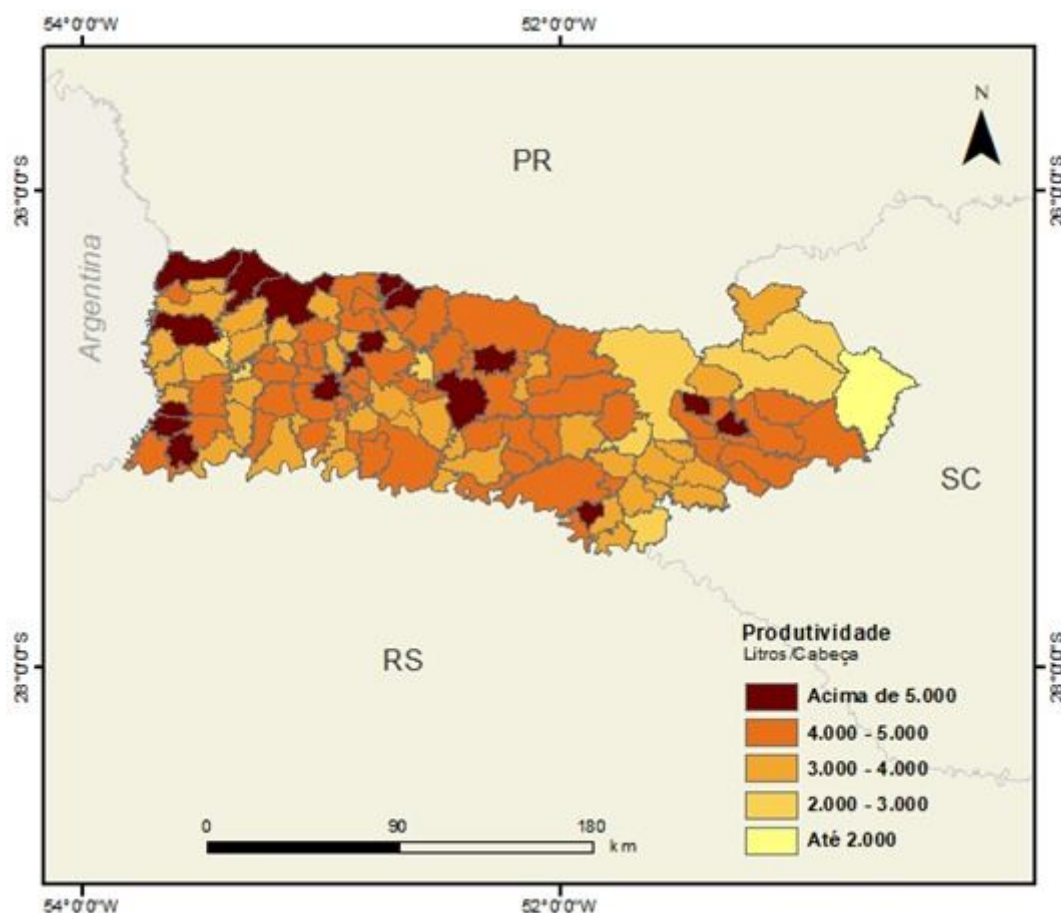 54°0'0"W 52°0'0"W
N
PR
26°0'0"S 26°0'0"S
Argentina
SC
RS
Produtividade
Litros/Cabeça
Acima de 5.000
4.000 - 5.000
3.000 - 4.000
2.000 - 3.000
Até 2.000
28°0'0"S 28°0'0"S
0 90 180
km
54°0'0"W 52°0'0"W